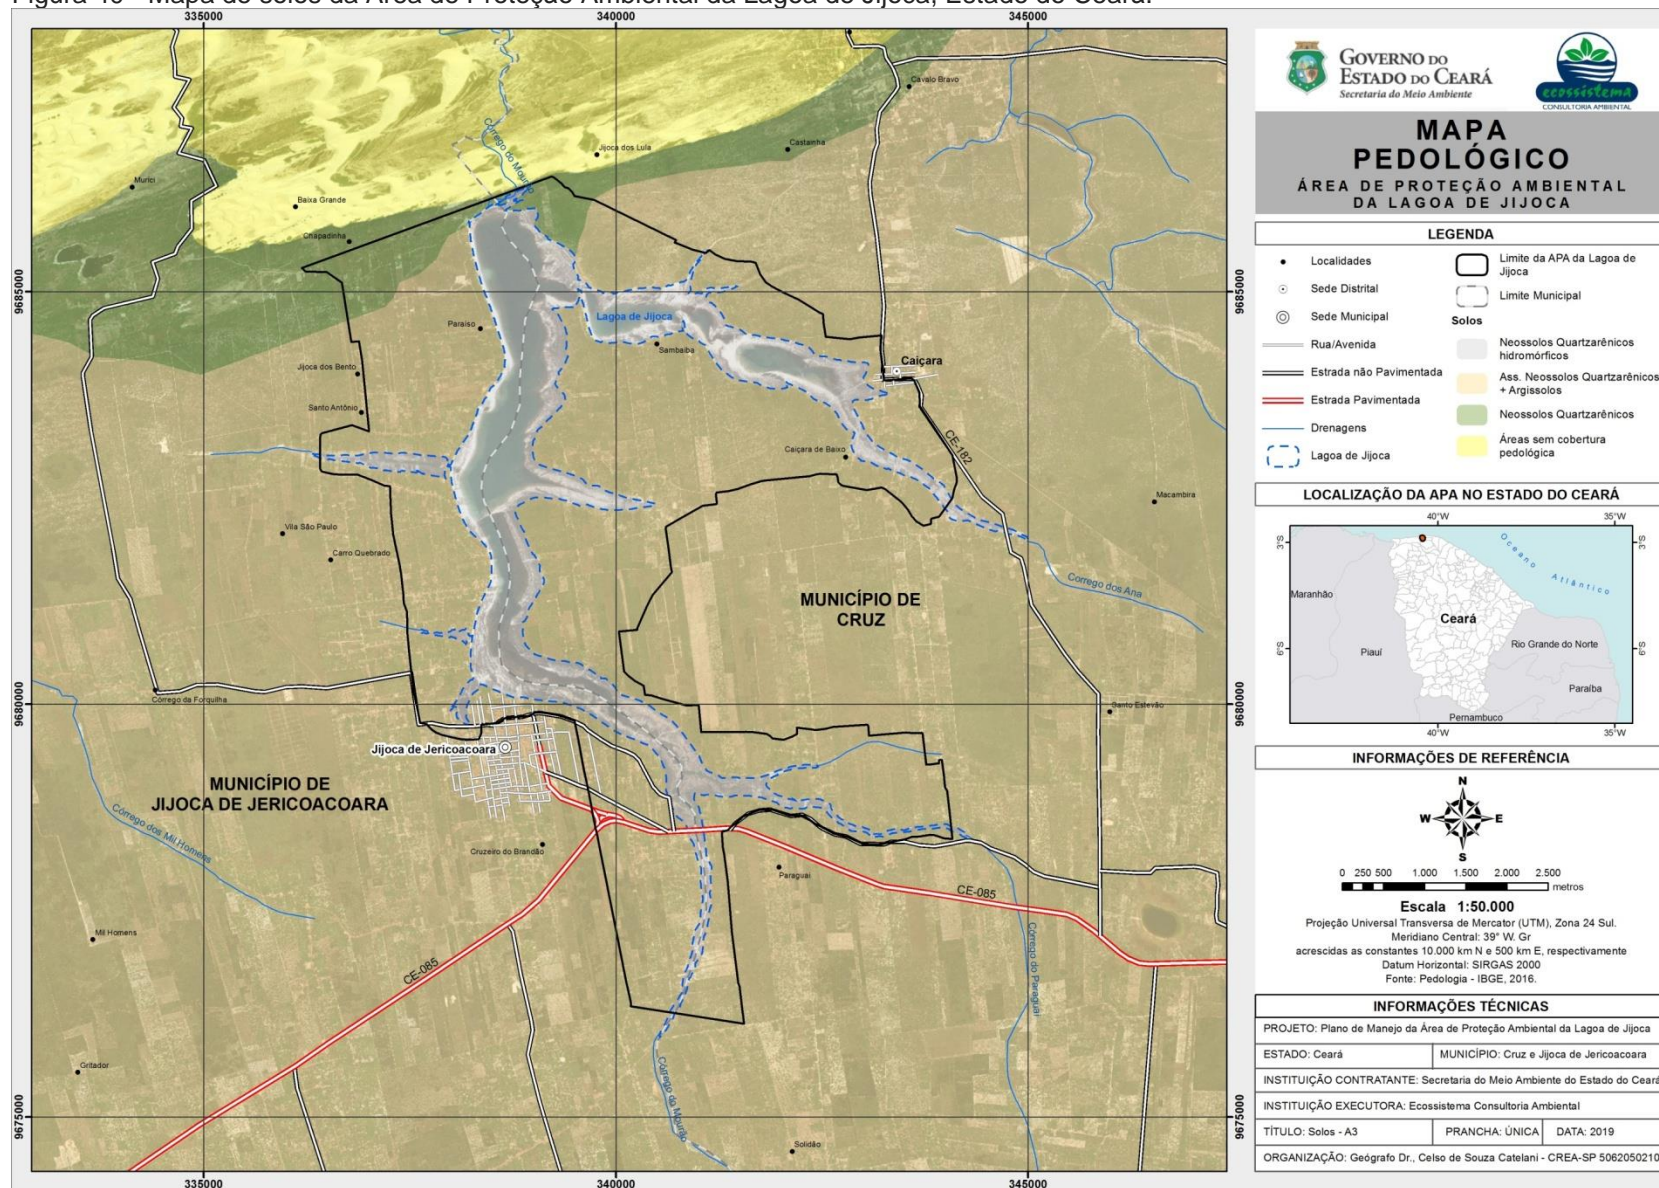 Figura 40 - Mapa de solos da Área de Proteção Ambiental da Lagoa de Jijoca, Estado do Ceará.
335000
340000
345000
9685000
9680000
9675000
9685000
9680000
9675000
335000
340000
345000
Cavalo Bravo
Córrego do Mourão
Jijoca dos Lula
Castanha
Murici
Baixa Grande
Chapadinha
Paraíso
Lagoa de Jijoca
Sambaíba
Caiçara
Jijoca dos Bento
Santo Antônio
CE-182
Caiçara de Baixo
Macambira
Vila São Paulo
Carro Quebrado
Corrego dos Ana
MUNICÍPIO DE
CRUZ
Córrego da Forquilha
Santo Estevão
Jijoca de Jericoacoara
MUNICÍPIO DE
JIJOCA DE JERICOACOARA
Córrego dos Mil Homens
Cruzeiro do Brandão
Paraguai
CE-085
Mil Homens
CE-085
Córrego do Paraguai
Gritador
Córrego do Mourão
Solidão
GOVERNO DO
ESTADO DO CEARÁ
Secretaria do Meio Ambiente
ecossistema
CONSULTORIA AMBIENTAL
MAPA
PEDOLÓGICO
ÁREA DE PROTEÇÃO AMBIENTAL
DA LAGOA DE JIJOCA
LEGENDA
Localidades
Sede Distrital
Sede Municipal
Rua/Avenida
Estrada não Pavimentada
Estrada Pavimentada
Drenagens
Lagoa de Jijoca
Limite da APA da Lagoa de
Jijoca
Limite Municipal
Solos
Neossolos Quartzarênicos
hidromórficos
Ass. Neossolos Quartzarênicos
+ Argissolos
Neossolos Quartzarênicos
Áreas sem cobertura
pedológica
LOCALIZAÇÃO DA APA NO ESTADO DO CEARÁ
40°W
35°W
3°S
3°S
Oceano Atlântico
Maranhão
Ceará
Rio Grande do Norte
Piauí
6°S
6°S
Paraíba
Pernambuco
40°W
35°W
INFORMAÇÕES DE REFERÊNCIA
N
W
E
S
0 250 500 1.000 1.500 2.000 2.500
metros
Escala 1:50.000
Projeção Universal Transversa de Mercator (UTM), Zona 24 Sul.
Meridiano Central: 39° W. Gr
acrescidas as constantes 10.000 km N e 500 km E, respectivamente
Datum Horizontal: SIRGAS 2000
Fonte: Pedologia - IBGE, 2016.
INFORMAÇÕES TÉCNICAS
PROJETO: Plano de Manejo da Área de Proteção Ambiental da Lagoa de Jijoca
ESTADO: Ceará
MUNICÍPIO: Cruz e Jijoca de Jericoacoara
INSTITUIÇÃO CONTRATANTE: Secretaria do Meio Ambiente do Estado do Ceará
INSTITUIÇÃO EXECUTORA: Ecossistema Consultoria Ambiental
TÍTULO: Solos - A3
PRANCHA: ÚNICA
DATA: 2019
ORGANIZAÇÃO: Geógrafo Dr., Celso de Souza Catelani - CREA-SP 5062050210